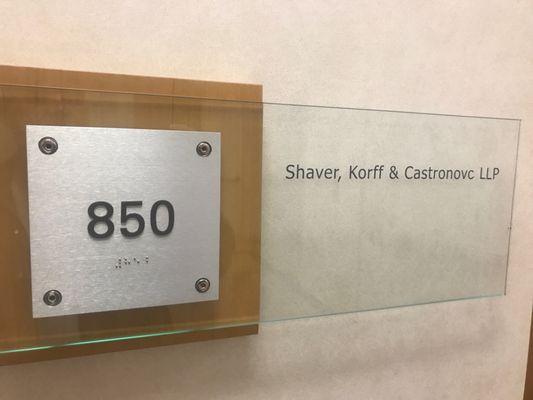 850
⠼⠓⠑⠚
Shaver, Korff & Castronovc LLP